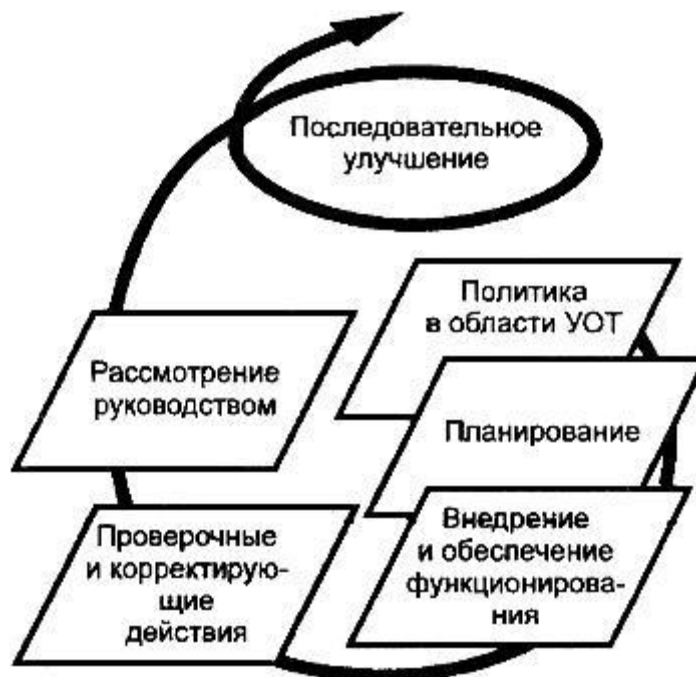 Последовательное
улучшение
Политика
в области УОТ
Планирование
Внедрение
и обеспечение
функционирова-
ния
Проверочные
и корректирую-
щие
действия
Рассмотрение
руководством